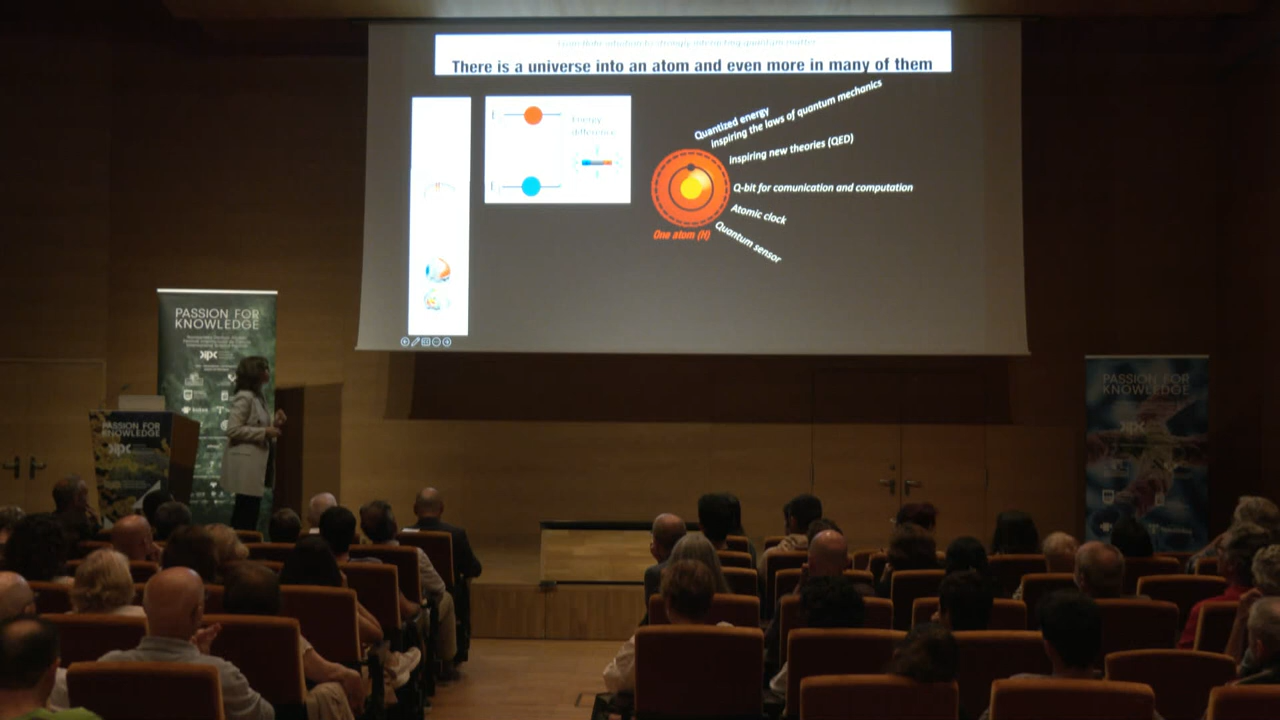 There is a universe into an atom and even more in many of them
Energy
difference
Quantized energy
inspiring the laws of quantum mechanics
inspiring new theories (QED)
Q-bit for comunication and computation
Atomic clock
Quantum sensor
One atom (H)
PASSION FOR
KNOWLEDGE
PASSION FOR
KNOWLEDGE
PASSION FOR
KNOWLEDGE